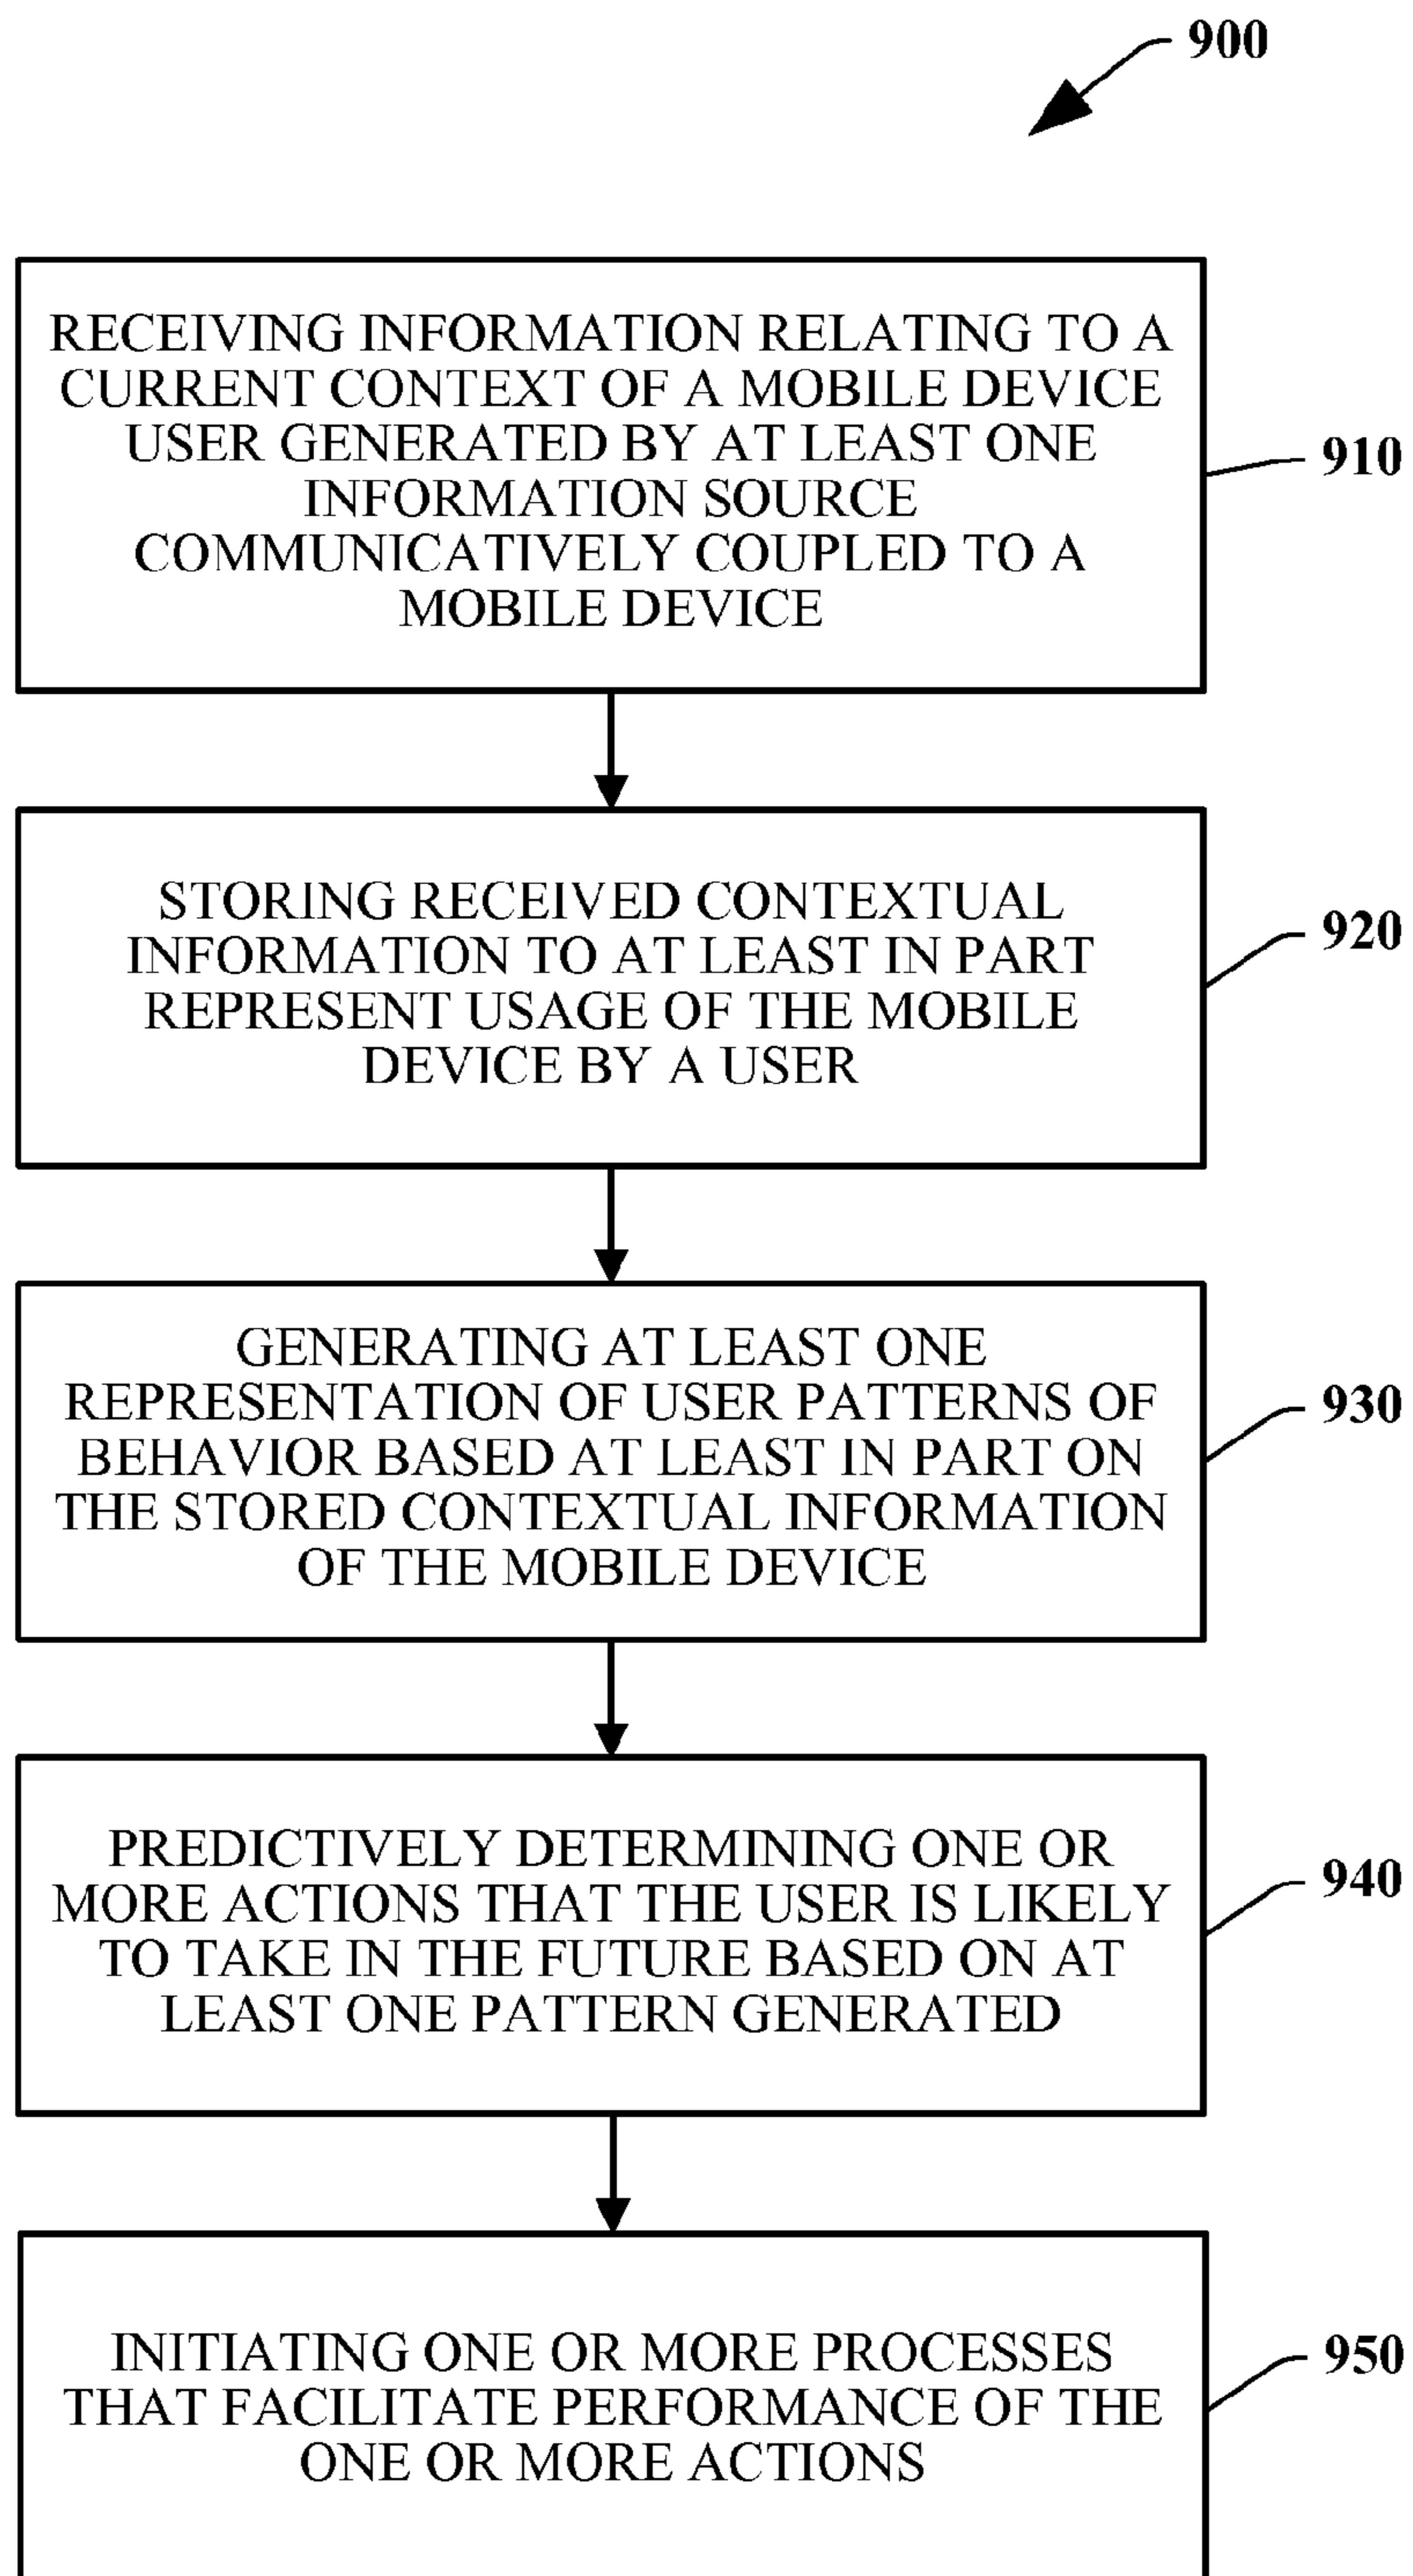 900
RECEIVING INFORMATION RELATING TO A
CURRENT CONTEXT OF A MOBILE DEVICE
USER GENERATED BY AT LEAST ONE
INFORMATION SOURCE
COMMUNICATIVELY COUPLED TO A
MOBILE DEVICE
910
STORING RECEIVED CONTEXTUAL
INFORMATION TO AT LEAST IN PART
REPRESENT USAGE OF THE MOBILE
DEVICE BY A USER
920
GENERATING AT LEAST ONE
REPRESENTATION OF USER PATTERNS OF
BEHAVIOR BASED AT LEAST IN PART ON
THE STORED CONTEXTUAL INFORMATION
OF THE MOBILE DEVICE
930
PREDICTIVELY DETERMINING ONE OR
MORE ACTIONS THAT THE USER IS LIKELY
TO TAKE IN THE FUTURE BASED ON AT
LEAST ONE PATTERN GENERATED
940
INITIATING ONE OR MORE PROCESSES
THAT FACILITATE PERFORMANCE OF THE
ONE OR MORE ACTIONS
950